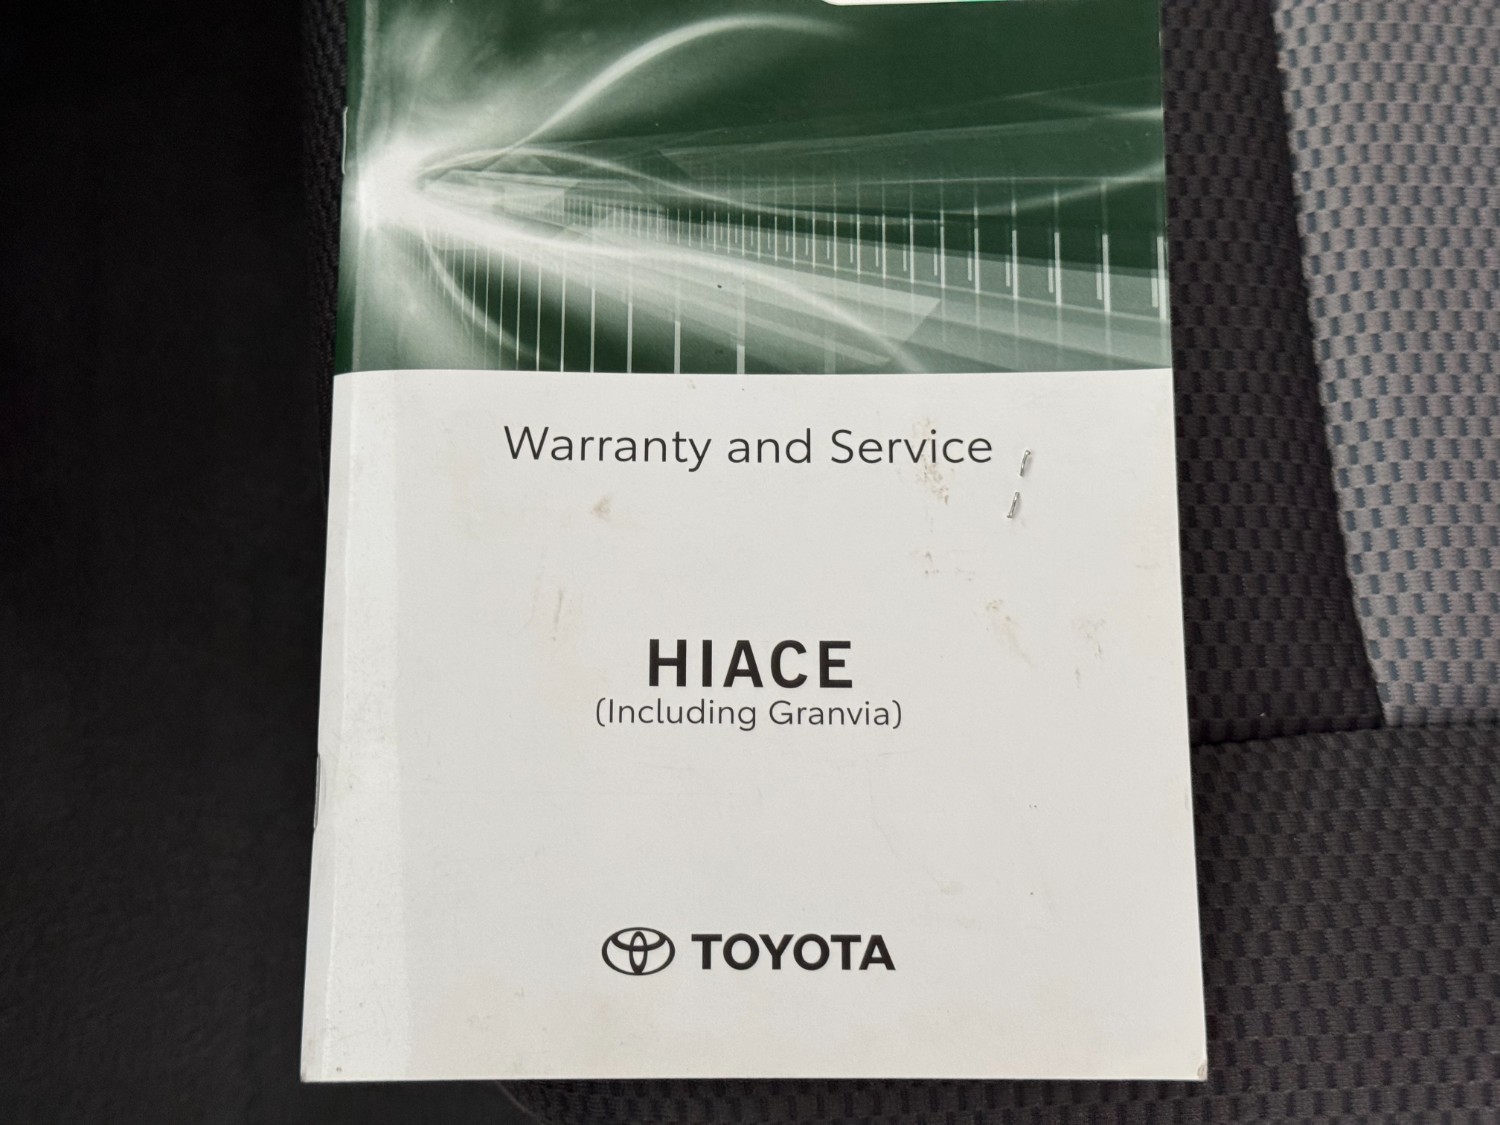 Warranty and Service
HIACE
(Including Granvia)
TOYOTA